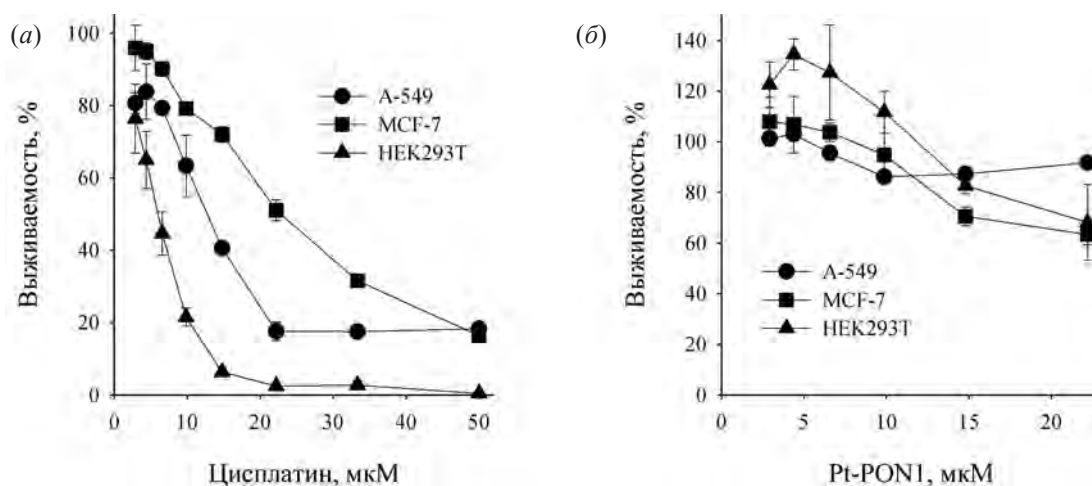 (а)
Выживаемость, %
100
80
60
40
20
0
A-549
MCF-7
HEK293T
0 10 20 30 40 50
Цисплатин, мкМ
(б)
Выживаемость, %
140
120
100
80
60
40
20
0
A-549
MCF-7
HEK293T
0 5 10 15 20
Pt-PON1, мкМ